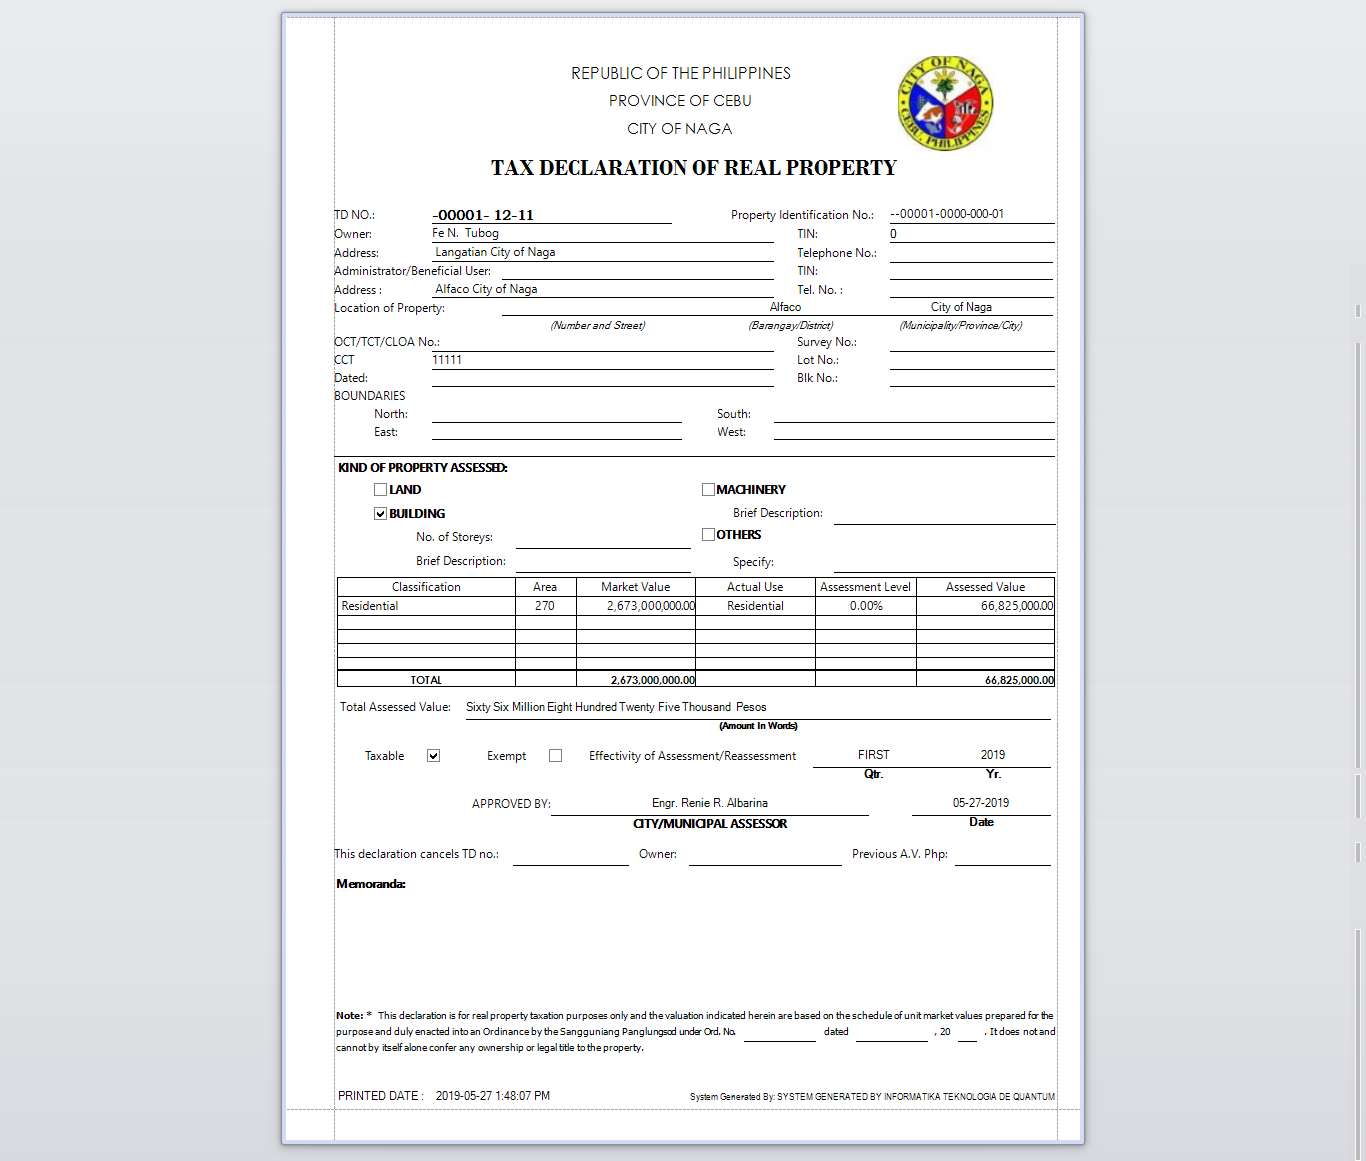 REPUBLIC OF THE PHILIPPINES
PROVINCE OF CEBU
CITY OF NAGA
CITY OF NAGA
CEBU, PHILIPPINES
TAX DECLARATION OF REAL PROPERTY
TD NO.: -00001- 12-11 Property Identification No.: --00001-0000-000-01
Owner: Fe N. Tubog TIN: 0
Address: Langatian City of Naga Telephone No.:
Administrator/Beneficial User: TIN:
Address : Alfaco City of Naga Tel. No. :
Location of Property: Alfaco City of Naga
(Number and Street) (Barangay/District) (Municipality/Province/City)
OCT/TCT/CLOA No.: Survey No.:
CCT 11111 Lot No.:
Dated: Blk No.:
BOUNDARIES
North: South:
East: West:
KIND OF PROPERTY ASSESSED:
LAND MACHINERY
BUILDING Brief Description:
No. of Storeys: OTHERS
Brief Description: Specify:
Classification Area Market Value Actual Use Assessment Level Assessed Value
Residential 270 2,673,000,000.00 Residential 0.00% 66,825,000.00
TOTAL 2,673,000,000.00 66,825,000.00
Total Assessed Value: Sixty Six Million Eight Hundred Twenty Five Thousand Pesos
(Amount In Words)
Taxable Exempt Effectivity of Assessment/Reassessment FIRST 2019
Qtr. Yr.
APPROVED BY: Engr. Renie R. Albarina 05-27-2019
CITY/MUNICIPAL ASSESSOR Date
This declaration cancels TD no.: Owner: Previous A.V. Php:
Memoranda:
Note: * This declaration is for real property taxation purposes only and the valuation indicated herein are based on the schedule of unit market values prepared for the
purpose and duly enacted into an Ordinance by the Sangguniang Panglungsod under Ord. No. dated , 20 . It does not and
cannot by itself alone confer any ownership or legal title to the property.
PRINTED DATE : 2019-05-27 1:48:07 PM System Generated By: SYSTEM GENERATED BY INFORMATIKA TEKNOLOGIA DE QUANTUM